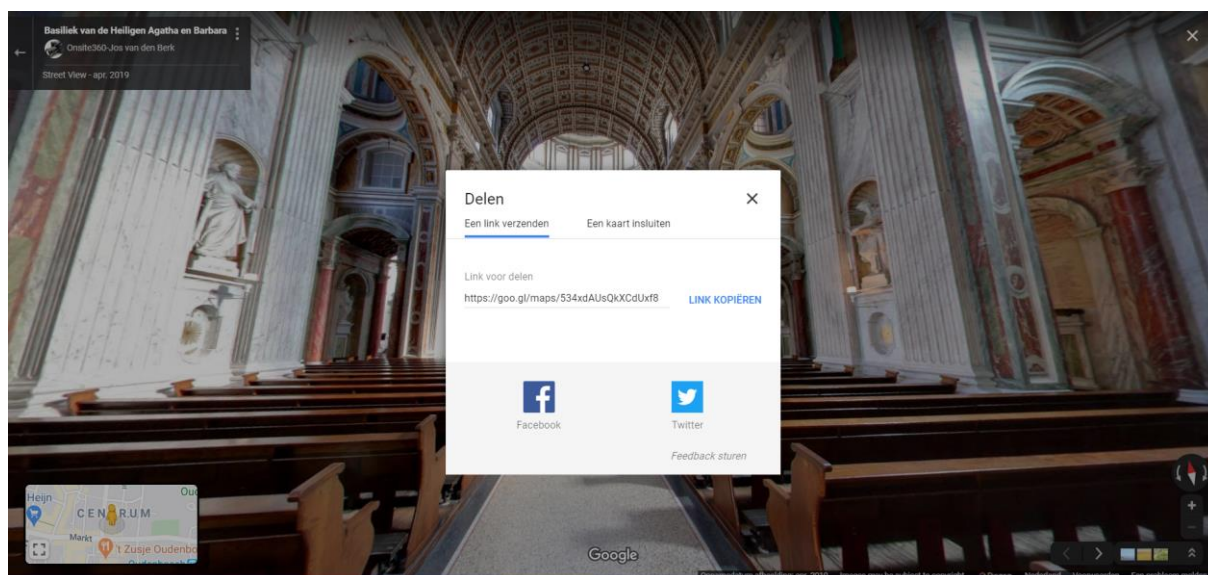 Basiliek van de Heiligen Agatha en Barbara
Onsite360-Jos van den Berk
Street View - apr. 2019
Delen
Een link verzenden
Een kaart insluiten
Link voor delen
https://goo.gl/maps/534xdAUsQkXCdUxf8
LINK KOPIËREN
Facebook
Twitter
Feedback sturen
Heijn
Oud
CENTRUM
Markt
't Zusje Oudenbo
Google